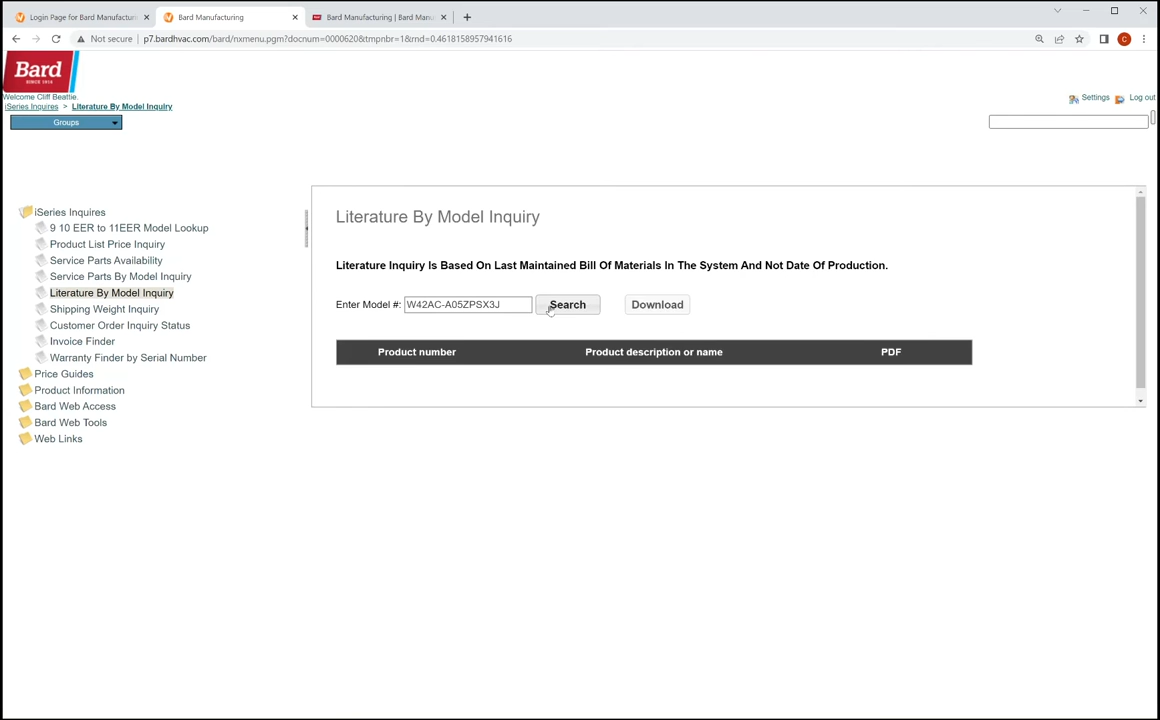 Login Page for Bard Manufacturi
Bard Manufacturing
Bard Manufacturing | Bard Manu
Not secure | p7.bardhvac.com/bard/nxmenu.pgm?docnum=0000620&tmpnbr=1&rnd=0.4618158957941616
C
Bard
SINCE 1914
Welcome Cliff Beattie.
iSeries Inquires > Literature By Model Inquiry
Settings
Log out
Groups
iSeries Inquires
9 10 EER to 11EER Model Lookup
Product List Price Inquiry
Service Parts Availability
Service Parts By Model Inquiry
Literature By Model Inquiry
Shipping Weight Inquiry
Customer Order Inquiry Status
Invoice Finder
Warranty Finder by Serial Number
Price Guides
Product Information
Bard Web Access
Bard Web Tools
Web Links
Literature By Model Inquiry
Literature Inquiry Is Based On Last Maintained Bill Of Materials In The System And Not Date Of Production.
Enter Model #: W42AC-A05ZPSX3J Search Download
Product number Product description or name PDF